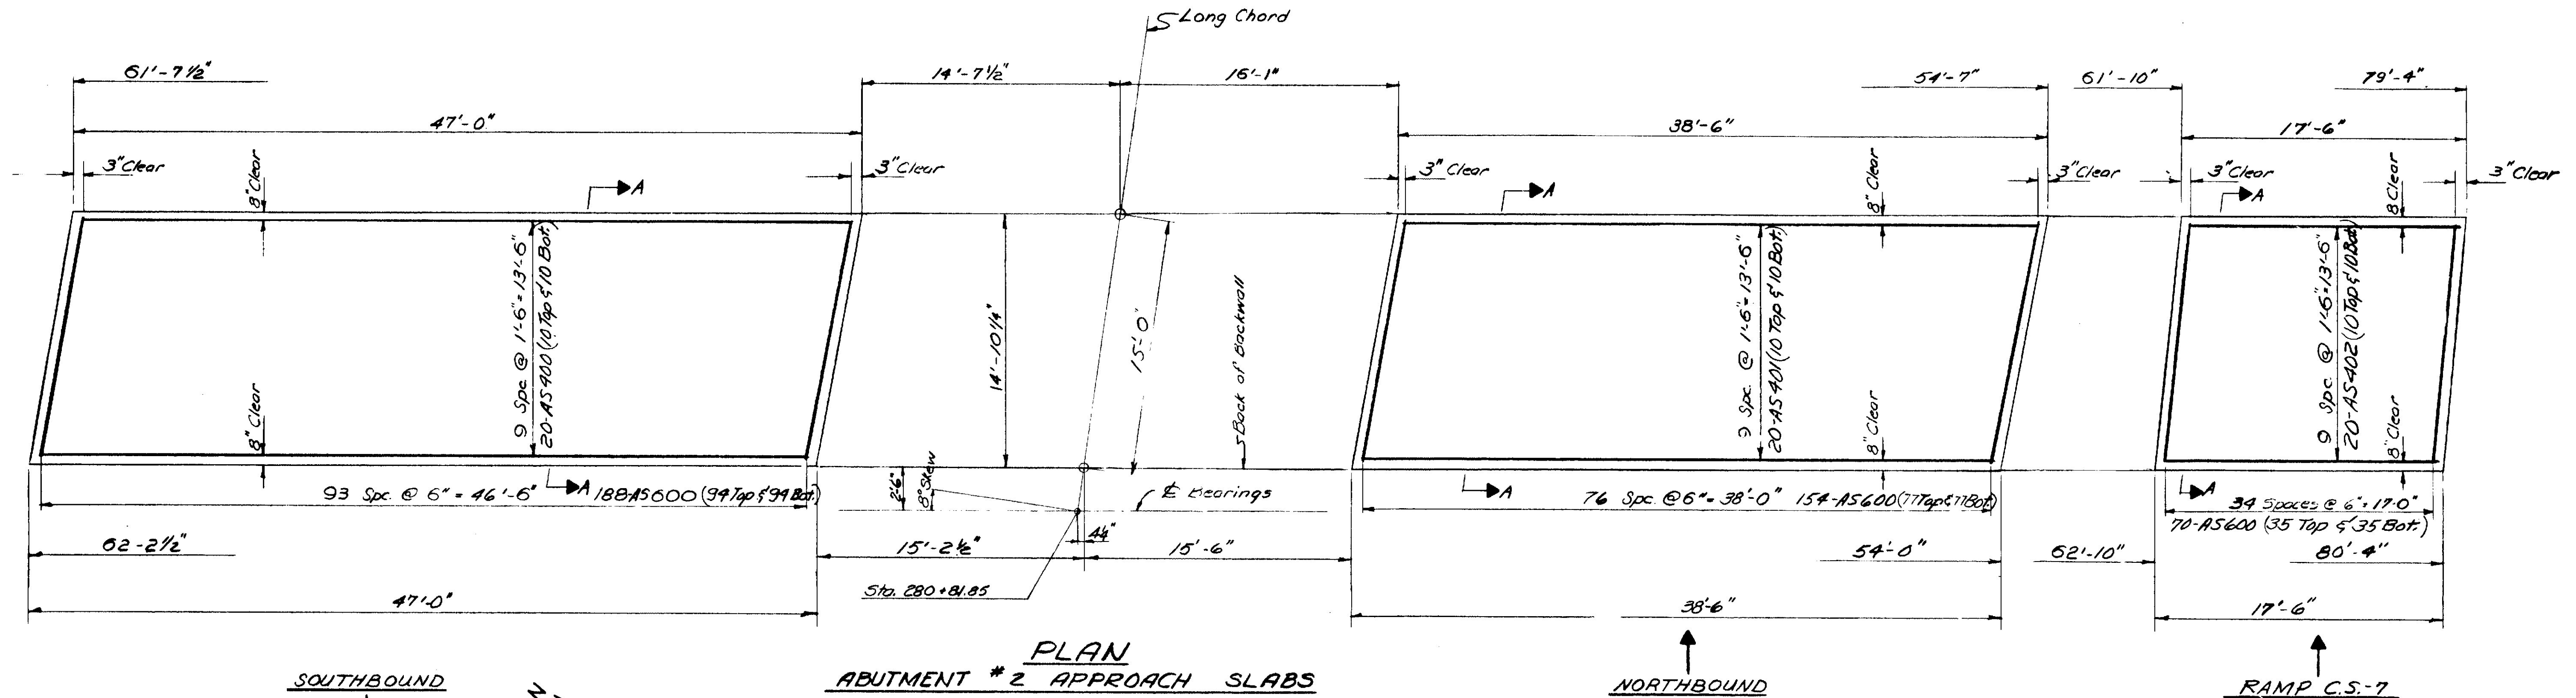 Long Chord
61'-7½"
14'-7½"
16'-1"
54'-7"
61'-10"
79'-4"
47'-0"
38'-6"
17'-6"
3" Clear
8" Clear
A
3" Clear
3" Clear
A
8" Clear
3" Clear
3" Clear
A
8" Clear
3" Clear
9 Spc. @ 1'-6" = 13'-6"
20-AS400 (10 Top & 10 Bot.)
14'-10¼"
15'-0"
Back of Backwall
9 Spc. @ 1'-6" = 13'-6"
20-AS401 (10 Top & 10 Bot.)
9 Spc. @ 1'-6" = 13'-6"
20-AS402 (10 Top & 10 Bot.)
8" Clear
8" Clear
8" Clear
93 Spc. @ 6" = 46'-6"
A
188-AS600 (94 Top & 94 Bot.)
2'-6"
8° Skew
℄ Bearings
4¼"
A
76 Spc. @ 6" = 38'-0" 154-AS600 (77 Top & 77 Bot)
A
34 Spaces @ 6" = 17'-0"
70-AS600 (35 Top & 35 Bot.)
62-2½"
15'-2½"
15'-6"
54'-0"
62'-10"
80'-4"
Sta. 280+81.85
47'-0"
38'-6"
17'-6"
PLAN
ABUTMENT #2 APPROACH SLABS
SOUTHBOUND
N
NORTHBOUND
RAMP C.S.-7